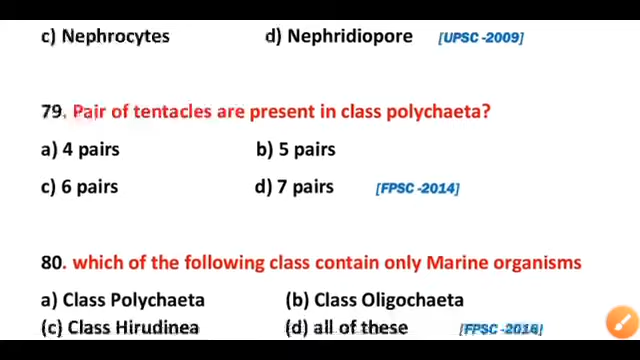 c) Nephrocytes d) Nephridiopore [UPSC -2009]
79. Pair of tentacles are present in class polychaeta?
a) 4 pairs b) 5 pairs
c) 6 pairs d) 7 pairs [FPSC -2014]
80. which of the following class contain only Marine organisms
a) Class Polychaeta (b) Class Oligochaeta
(c) Class Hirudinea (d) all of these [FPSC -2016]